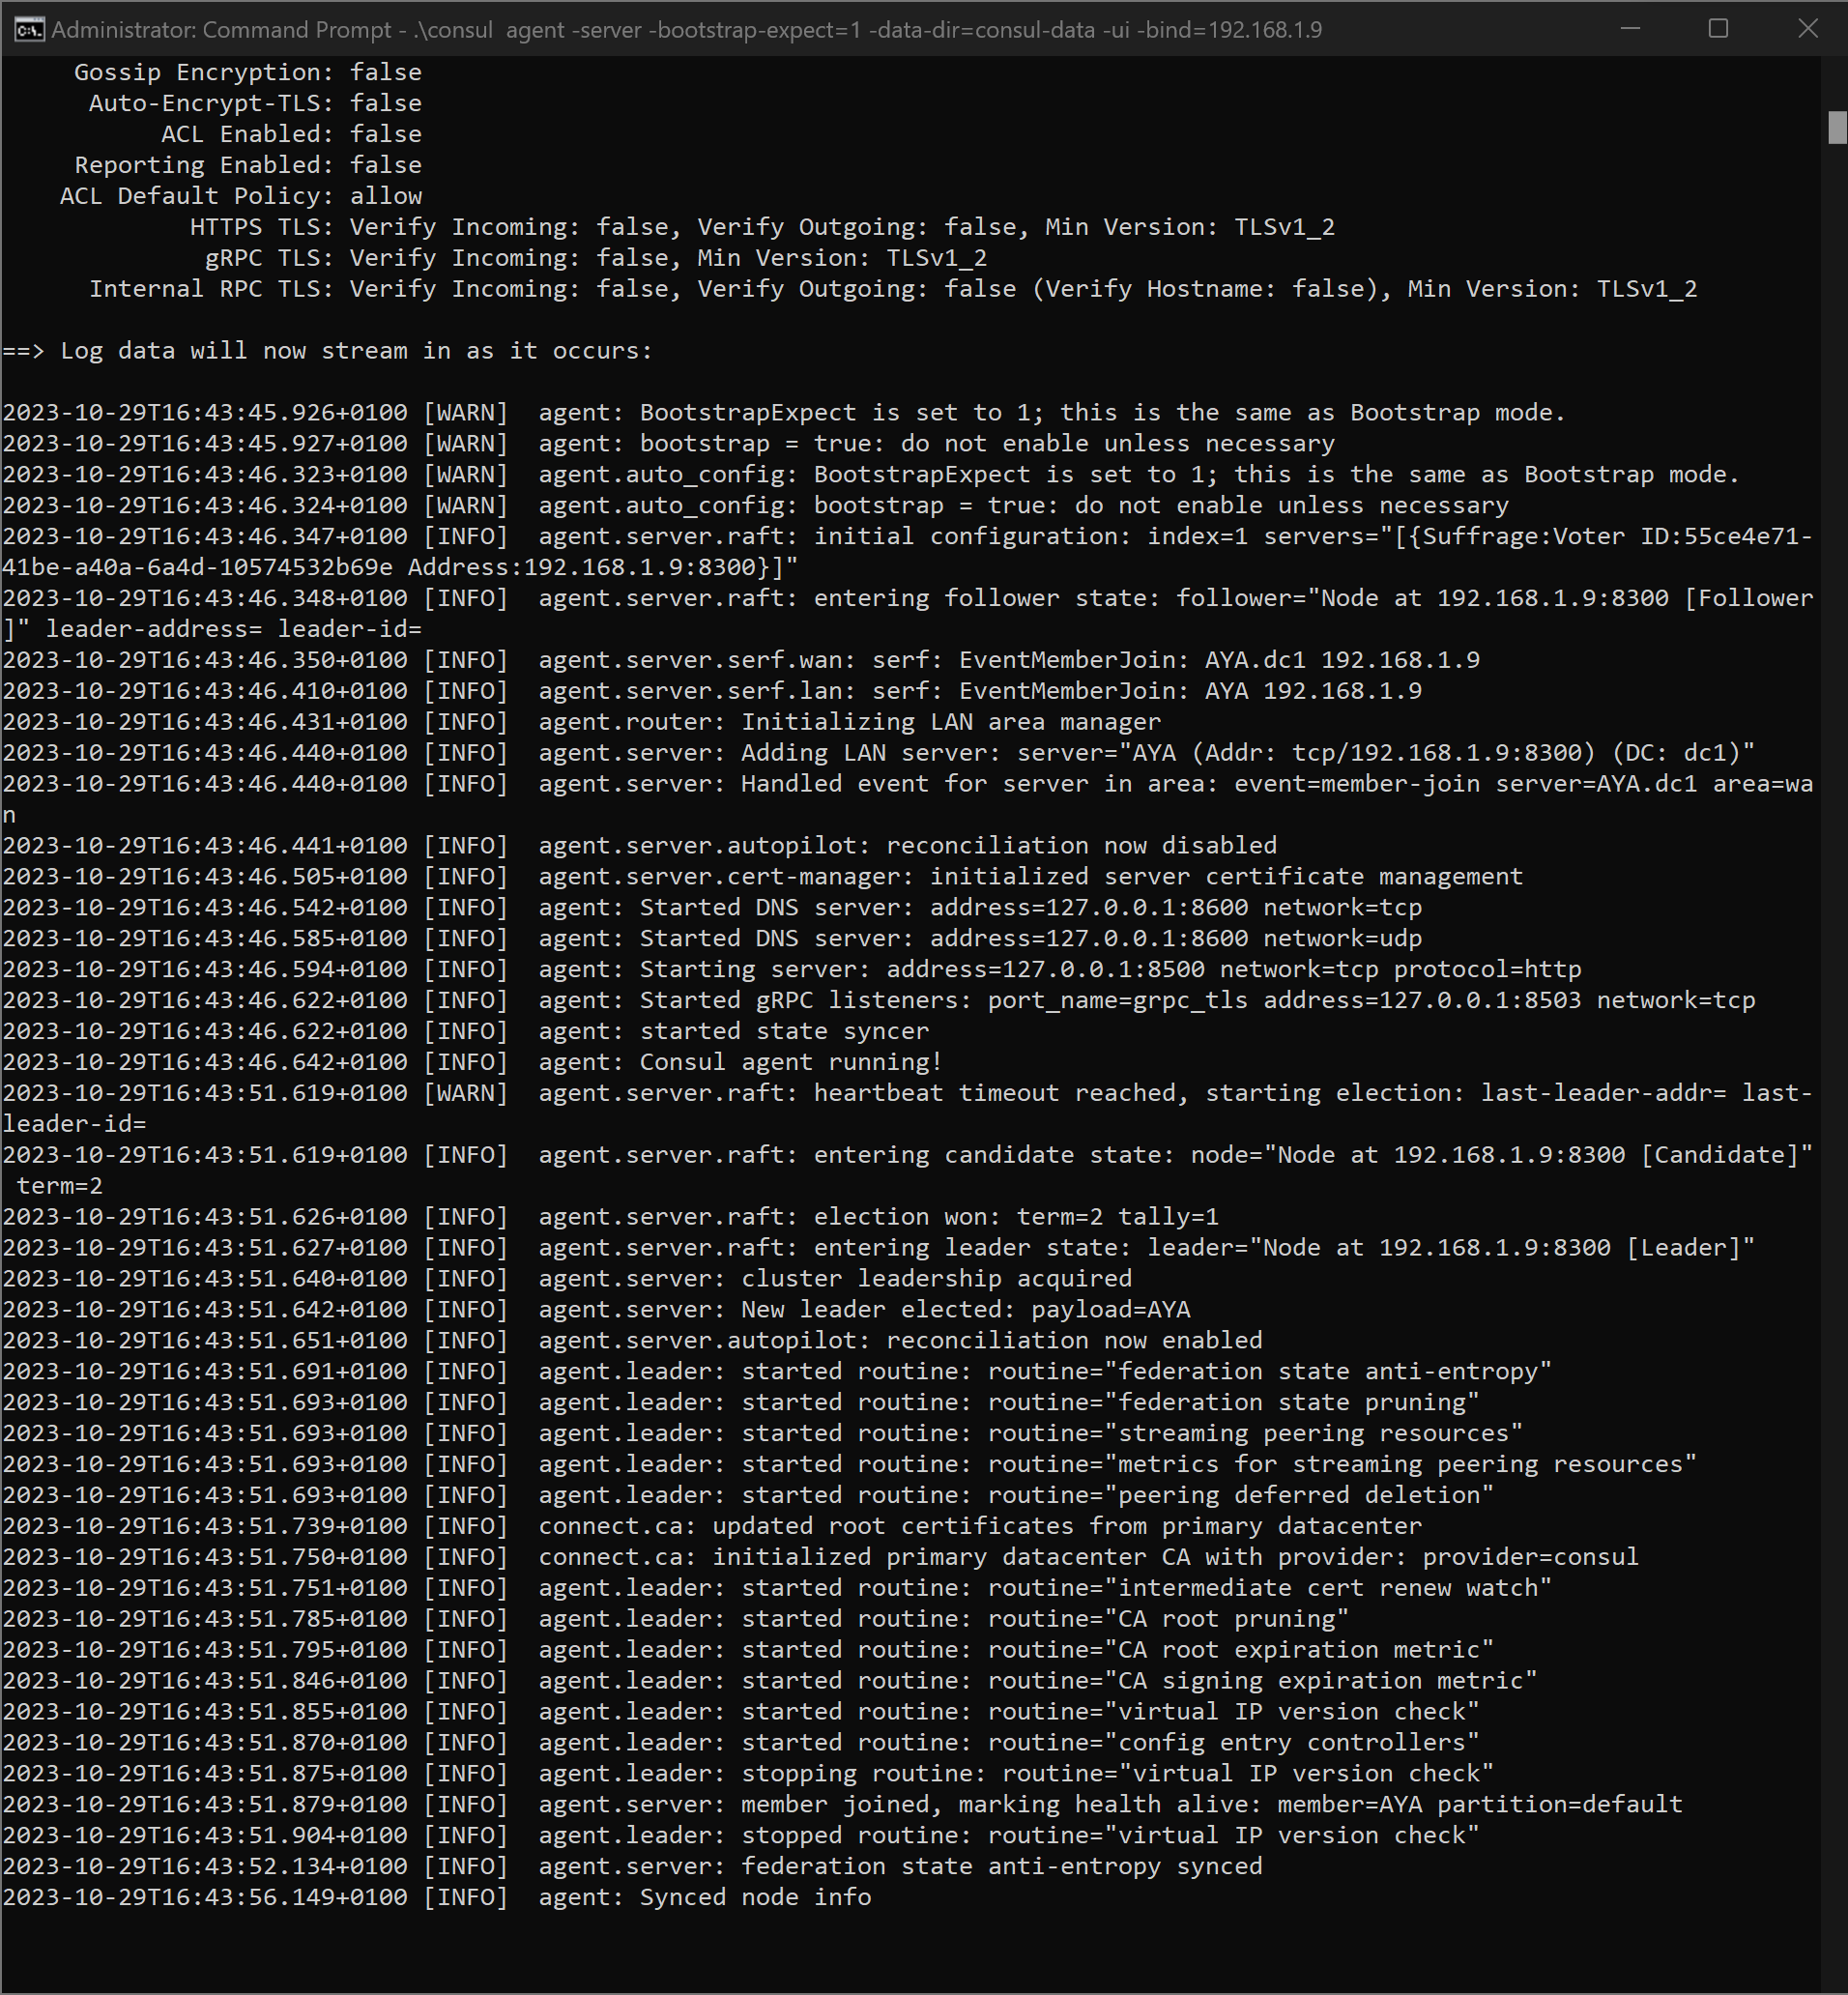 Administrator: Command Prompt - .\consul  agent -server -bootstrap-expect=1 -data-dir=consul-data -ui -bind=192.168.1.9
Gossip Encryption: false
Auto-Encrypt-TLS: false
ACL Enabled: false
Reporting Enabled: false
ACL Default Policy: allow
HTTPS TLS: Verify Incoming: false, Verify Outgoing: false, Min Version: TLSv1_2
gRPC TLS: Verify Incoming: false, Min Version: TLSv1_2
Internal RPC TLS: Verify Incoming: false, Verify Outgoing: false (Verify Hostname: false), Min Version: TLSv1_2
==> Log data will now stream in as it occurs:
2023-10-29T16:43:45.926+0100 [WARN]  agent: BootstrapExpect is set to 1; this is the same as Bootstrap mode.
2023-10-29T16:43:45.927+0100 [WARN]  agent: bootstrap = true: do not enable unless necessary
2023-10-29T16:43:46.323+0100 [WARN]  agent.auto_config: BootstrapExpect is set to 1; this is the same as Bootstrap mode.
2023-10-29T16:43:46.324+0100 [WARN]  agent.auto_config: bootstrap = true: do not enable unless necessary
2023-10-29T16:43:46.347+0100 [INFO]  agent.server.raft: initial configuration: index=1 servers="[{Suffrage:Voter ID:55ce4e71-
41be-a40a-6a4d-10574532b69e Address:192.168.1.9:8300}]"
2023-10-29T16:43:46.348+0100 [INFO]  agent.server.raft: entering follower state: follower="Node at 192.168.1.9:8300 [Follower
]" leader-address= leader-id=
2023-10-29T16:43:46.350+0100 [INFO]  agent.server.serf.wan: serf: EventMemberJoin: AYA.dc1 192.168.1.9
2023-10-29T16:43:46.410+0100 [INFO]  agent.server.serf.lan: serf: EventMemberJoin: AYA 192.168.1.9
2023-10-29T16:43:46.431+0100 [INFO]  agent.router: Initializing LAN area manager
2023-10-29T16:43:46.440+0100 [INFO]  agent.server: Adding LAN server: server="AYA (Addr: tcp/192.168.1.9:8300) (DC: dc1)"
2023-10-29T16:43:46.440+0100 [INFO]  agent.server: Handled event for server in area: event=member-join server=AYA.dc1 area=wa
n
2023-10-29T16:43:46.441+0100 [INFO]  agent.server.autopilot: reconciliation now disabled
2023-10-29T16:43:46.505+0100 [INFO]  agent.server.cert-manager: initialized server certificate management
2023-10-29T16:43:46.542+0100 [INFO]  agent: Started DNS server: address=127.0.0.1:8600 network=tcp
2023-10-29T16:43:46.585+0100 [INFO]  agent: Started DNS server: address=127.0.0.1:8600 network=udp
2023-10-29T16:43:46.594+0100 [INFO]  agent: Starting server: address=127.0.0.1:8500 network=tcp protocol=http
2023-10-29T16:43:46.622+0100 [INFO]  agent: Started gRPC listeners: port_name=grpc_tls address=127.0.0.1:8503 network=tcp
2023-10-29T16:43:46.622+0100 [INFO]  agent: started state syncer
2023-10-29T16:43:46.642+0100 [INFO]  agent: Consul agent running!
2023-10-29T16:43:51.619+0100 [WARN]  agent.server.raft: heartbeat timeout reached, starting election: last-leader-addr= last-
leader-id=
2023-10-29T16:43:51.619+0100 [INFO]  agent.server.raft: entering candidate state: node="Node at 192.168.1.9:8300 [Candidate]"
term=2
2023-10-29T16:43:51.626+0100 [INFO]  agent.server.raft: election won: term=2 tally=1
2023-10-29T16:43:51.627+0100 [INFO]  agent.server.raft: entering leader state: leader="Node at 192.168.1.9:8300 [Leader]"
2023-10-29T16:43:51.640+0100 [INFO]  agent.server: cluster leadership acquired
2023-10-29T16:43:51.642+0100 [INFO]  agent.server: New leader elected: payload=AYA
2023-10-29T16:43:51.651+0100 [INFO]  agent.server.autopilot: reconciliation now enabled
2023-10-29T16:43:51.691+0100 [INFO]  agent.leader: started routine: routine="federation state anti-entropy"
2023-10-29T16:43:51.693+0100 [INFO]  agent.leader: started routine: routine="federation state pruning"
2023-10-29T16:43:51.693+0100 [INFO]  agent.leader: started routine: routine="streaming peering resources"
2023-10-29T16:43:51.693+0100 [INFO]  agent.leader: started routine: routine="metrics for streaming peering resources"
2023-10-29T16:43:51.693+0100 [INFO]  agent.leader: started routine: routine="peering deferred deletion"
2023-10-29T16:43:51.739+0100 [INFO]  connect.ca: updated root certificates from primary datacenter
2023-10-29T16:43:51.750+0100 [INFO]  connect.ca: initialized primary datacenter CA with provider: provider=consul
2023-10-29T16:43:51.751+0100 [INFO]  agent.leader: started routine: routine="intermediate cert renew watch"
2023-10-29T16:43:51.785+0100 [INFO]  agent.leader: started routine: routine="CA root pruning"
2023-10-29T16:43:51.795+0100 [INFO]  agent.leader: started routine: routine="CA root expiration metric"
2023-10-29T16:43:51.846+0100 [INFO]  agent.leader: started routine: routine="CA signing expiration metric"
2023-10-29T16:43:51.855+0100 [INFO]  agent.leader: started routine: routine="virtual IP version check"
2023-10-29T16:43:51.870+0100 [INFO]  agent.leader: started routine: routine="config entry controllers"
2023-10-29T16:43:51.875+0100 [INFO]  agent.leader: stopping routine: routine="virtual IP version check"
2023-10-29T16:43:51.879+0100 [INFO]  agent.server: member joined, marking health alive: member=AYA partition=default
2023-10-29T16:43:51.904+0100 [INFO]  agent.leader: stopped routine: routine="virtual IP version check"
2023-10-29T16:43:52.134+0100 [INFO]  agent.server: federation state anti-entropy synced
2023-10-29T16:43:56.149+0100 [INFO]  agent: Synced node info